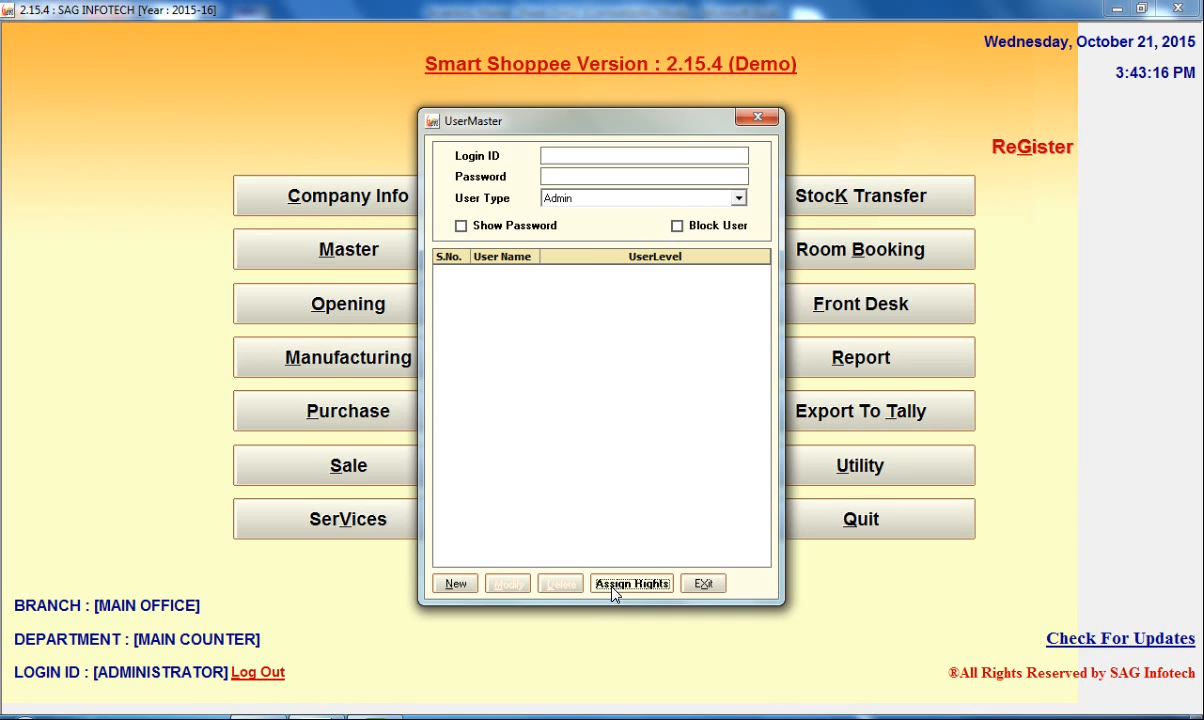 2.15.4 : SAG INFOTECH [Year : 2015-16]
Wednesday, October 21, 2015
3:43:16 PM
Smart Shoppee Version : 2.15.4 (Demo)
ReGister
UserMaster
Login ID
Password
User Type Admin
Show Password Block User
S.No. User Name UserLevel
Company Info
Master
Opening
Manufacturing
Purchase
Sale
SerVices
StocK Transfer
Room Booking
Front Desk
Report
Export To Tally
Utility
Quit
New Modify Delete Assign Rights EXit
BRANCH : [MAIN OFFICE]
DEPARTMENT : [MAIN COUNTER]
LOGIN ID : [ADMINISTRATOR] Log Out
Check For Updates
®All Rights Reserved by SAG Infotech